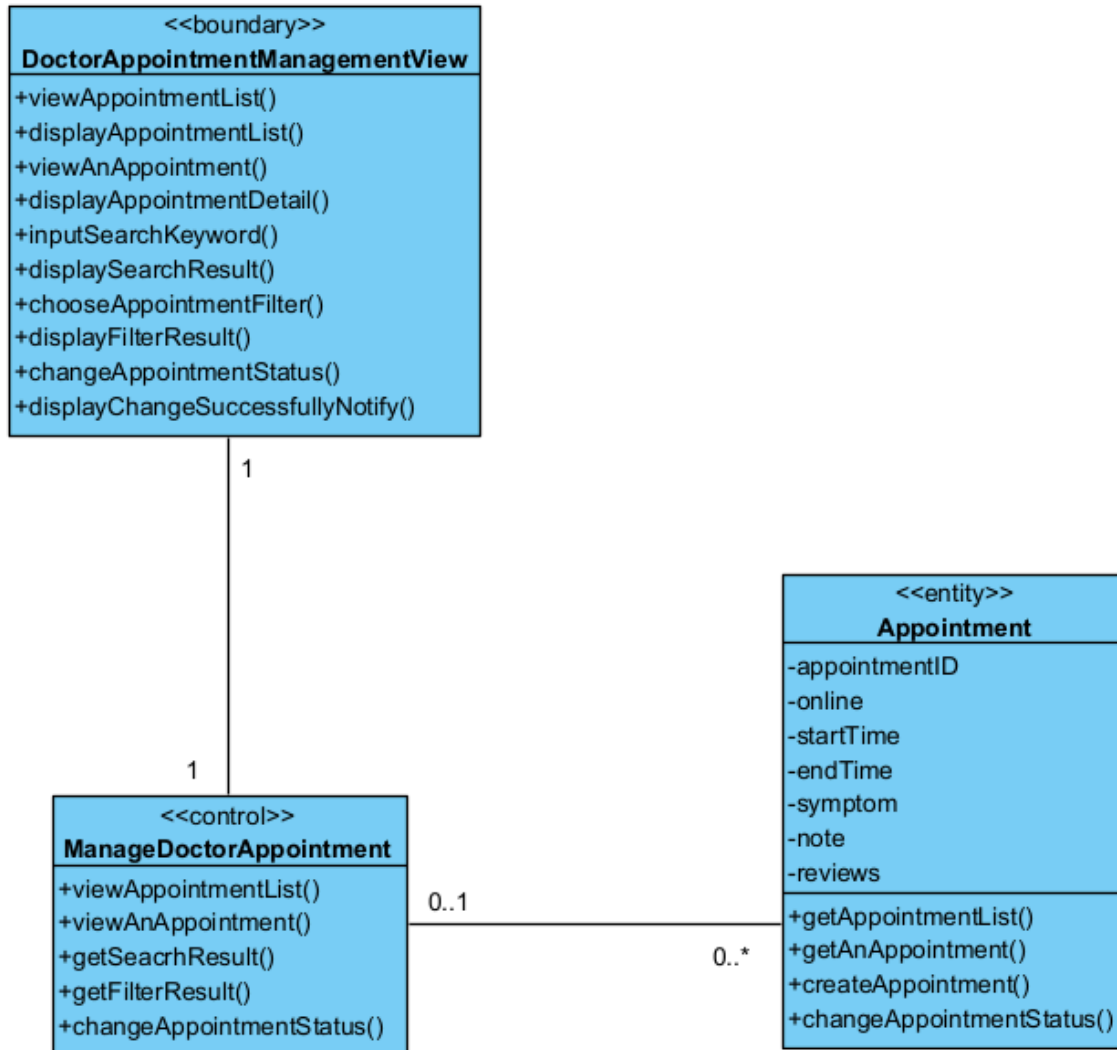 <<boundary>>
DoctorAppointmentManagementView
+viewAppointmentList()
+displayAppointmentList()
+viewAnAppointment()
+displayAppointmentDetail()
+inputSearchKeyword()
+displaySearchResult()
+chooseAppointmentFilter()
+displayFilterResult()
+changeAppointmentStatus()
+displayChangeSuccessfullyNotify()
1
1
<<control>>
ManageDoctorAppointment
+viewAppointmentList()
+viewAnAppointment()
+getSeacrhResult()
+getFilterResult()
+changeAppointmentStatus()
0..1
0..*
<<entity>>
Appointment
-appointmentID
-online
-startTime
-endTime
-symptom
-note
-reviews
+getAppointmentList()
+getAnAppointment()
+createAppointment()
+changeAppointmentStatus()